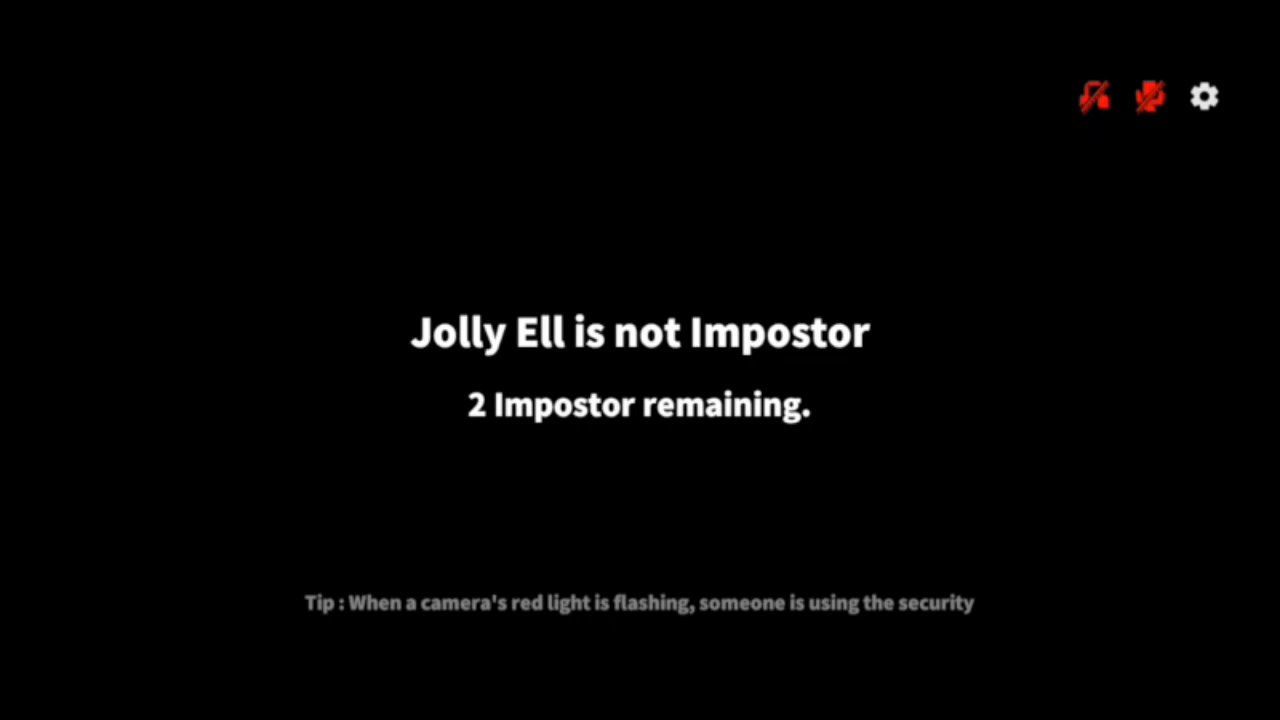 Jolly Ell is not Impostor
2 Impostor remaining.
Tip : When a camera's red light is flashing, someone is using the security